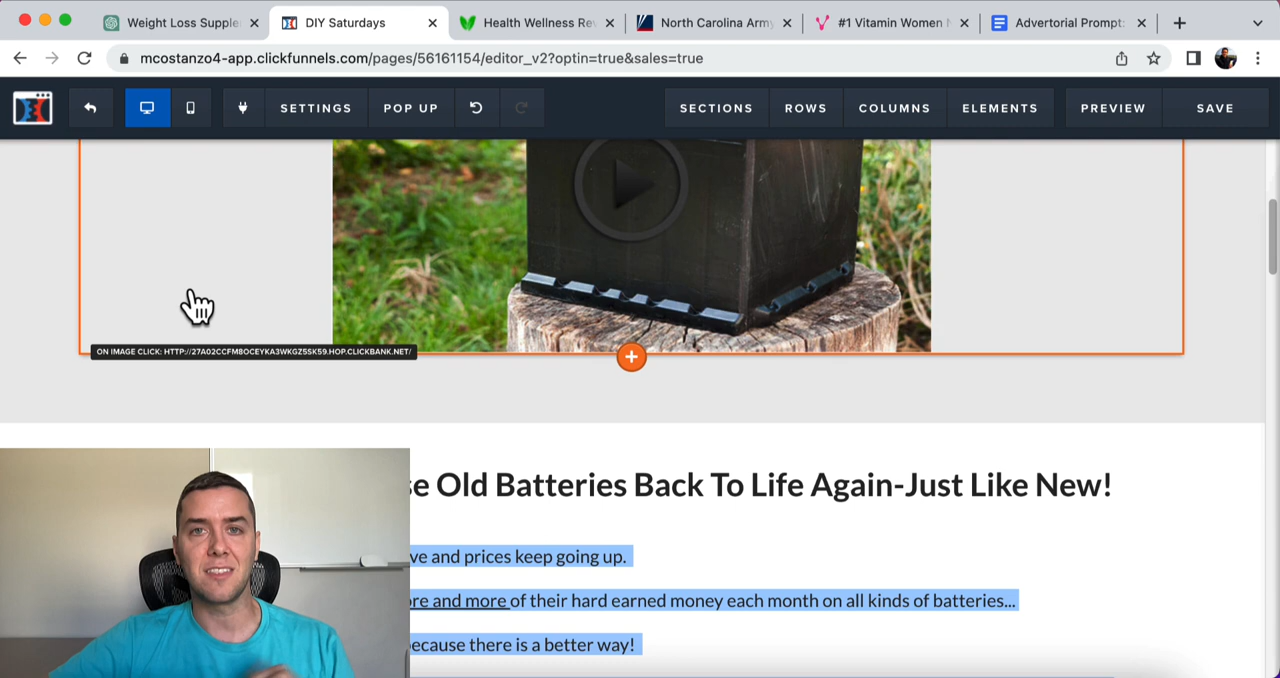 Weight Loss Supple
DIY Saturdays
Health Wellness Re
North Carolina Army
#1 Vitamin Women
Advertorial Prompt:
mcostanzo4-app.clickfunnels.com/pages/56161154/editor_v2?optin=true&sales=true
SETTINGS
POP UP
SECTIONS
ROWS
COLUMNS
ELEMENTS
PREVIEW
SAVE
ON IMAGE CLICK: HTTP://27A02CCFM8OCEYKA3WKGZ5SK59.HOP.CLICKBANK.NET/
se Old Batteries Back To Life Again-Just Like New!
ve and prices keep going up.
ore and more of their hard earned money each month on all kinds of batteries...
ecause there is a better way!